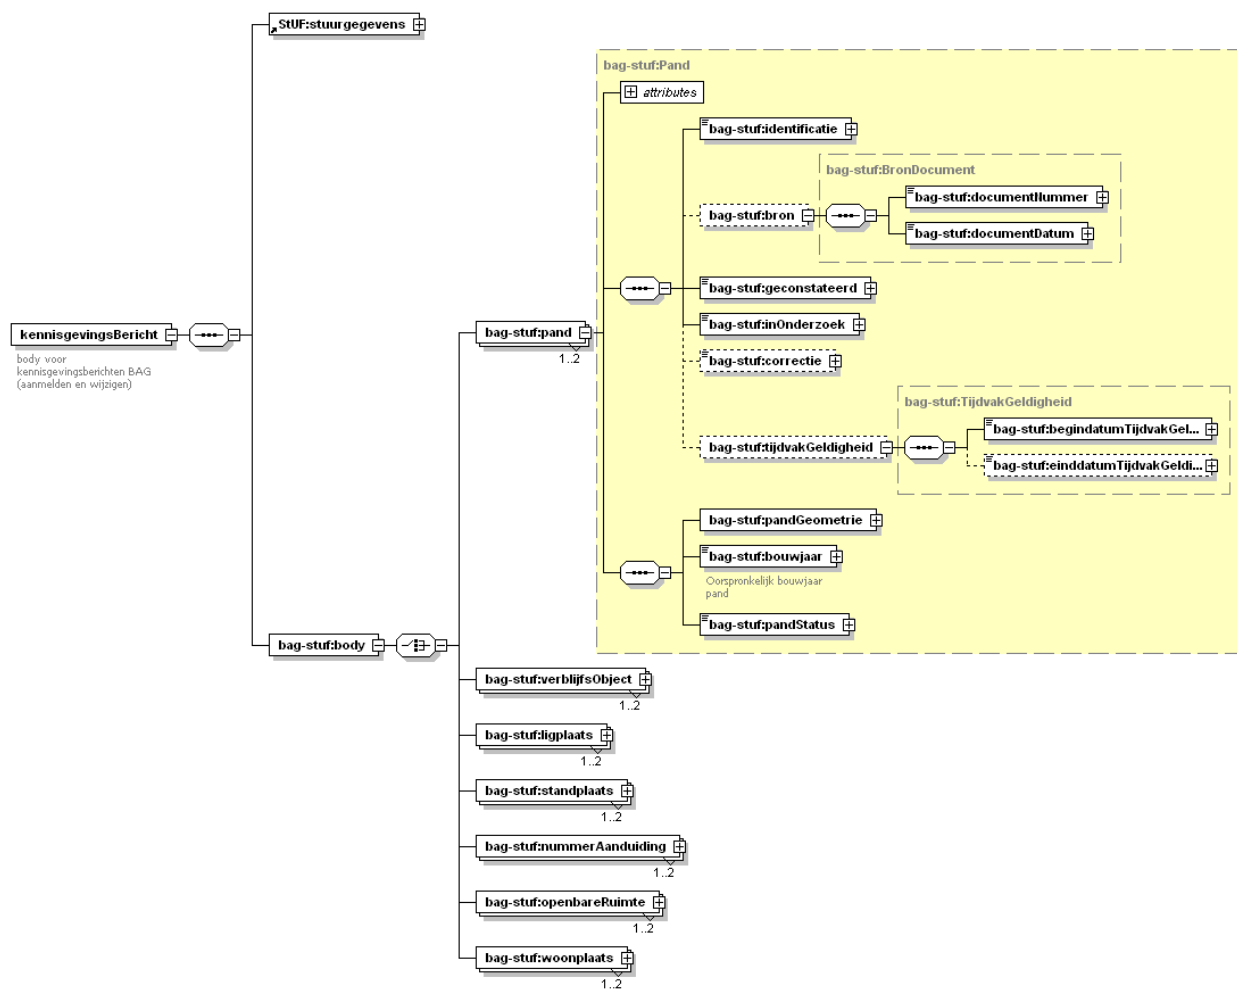 StUF:stuurgegevens
bag-stuf:Pand
attributes
bag-stuf:identificatie
bag-stuf:BronDocument
bag-stuf:bron
bag-stuf:documentNummer
bag-stuf:documentDatum
bag-stuf:geconstateerd
bag-stuf:inOnderzoek
bag-stuf:correctie
kennisgevingsBericht
body voor
kennisgevingsberichten BAG
(aanmelden en wijzigen)
bag-stuf:pand
1..2
bag-stuf:TijdvakGeldigheid
bag-stuf:tijdvakGeldigheid
bag-stuf:begindatumTijdvakGel...
bag-stuf:einddatumTijdvakGeldi...
bag-stuf:pandGeometrie
bag-stuf:bouwjaar
Oorspronkelijk bouwjaar
pand
bag-stuf:pandStatus
bag-stuf:body
bag-stuf:verblijfsObject
1..2
bag-stuf:ligplaats
1..2
bag-stuf:standplaats
1..2
bag-stuf:nummerAanduiding
1..2
bag-stuf:openbareRuimte
1..2
bag-stuf:woonplaats
1..2